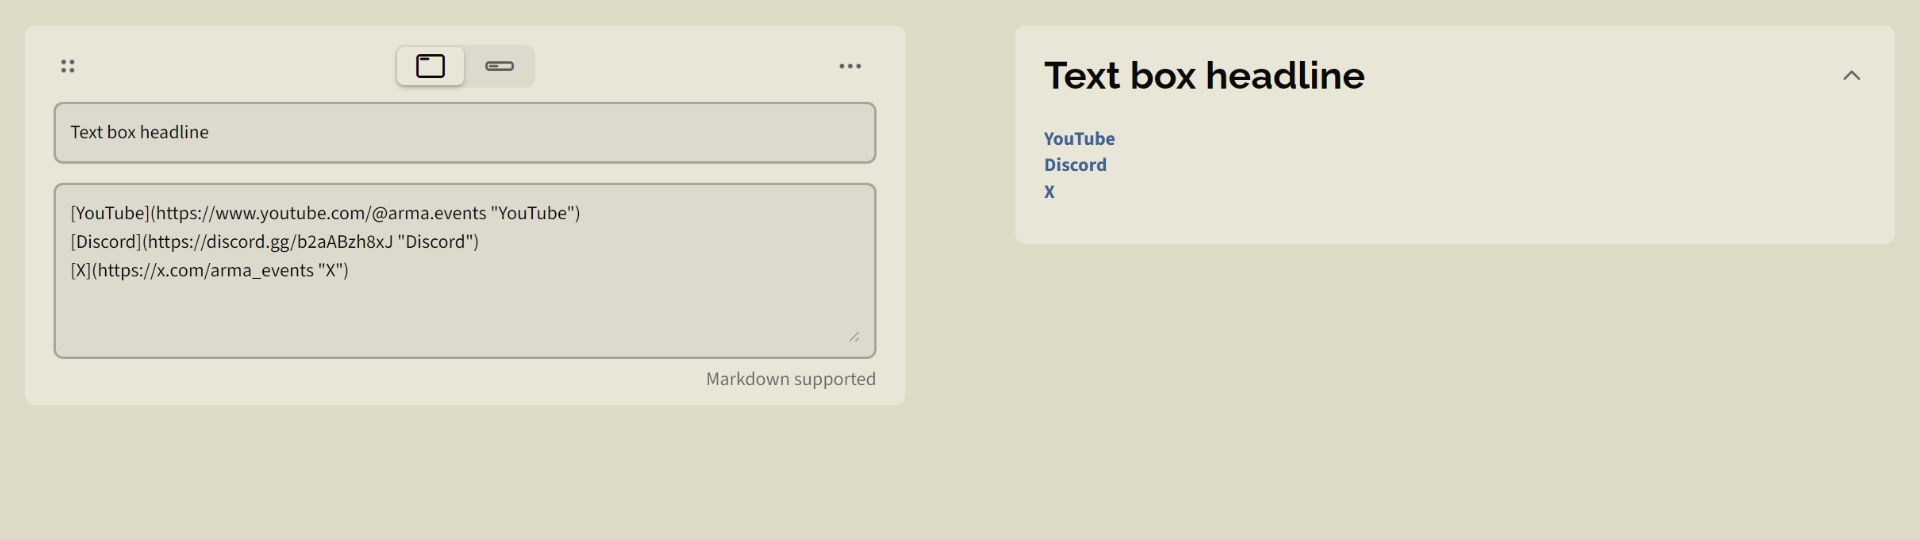 Text box headline
[YouTube](https://www.youtube.com/@arma.events "YouTube")
[Discord](https://discord.gg/b2aABzh8xJ "Discord")
[X](https://x.com/arma_events "X")
Markdown supported
Text box headline
YouTube
Discord
X